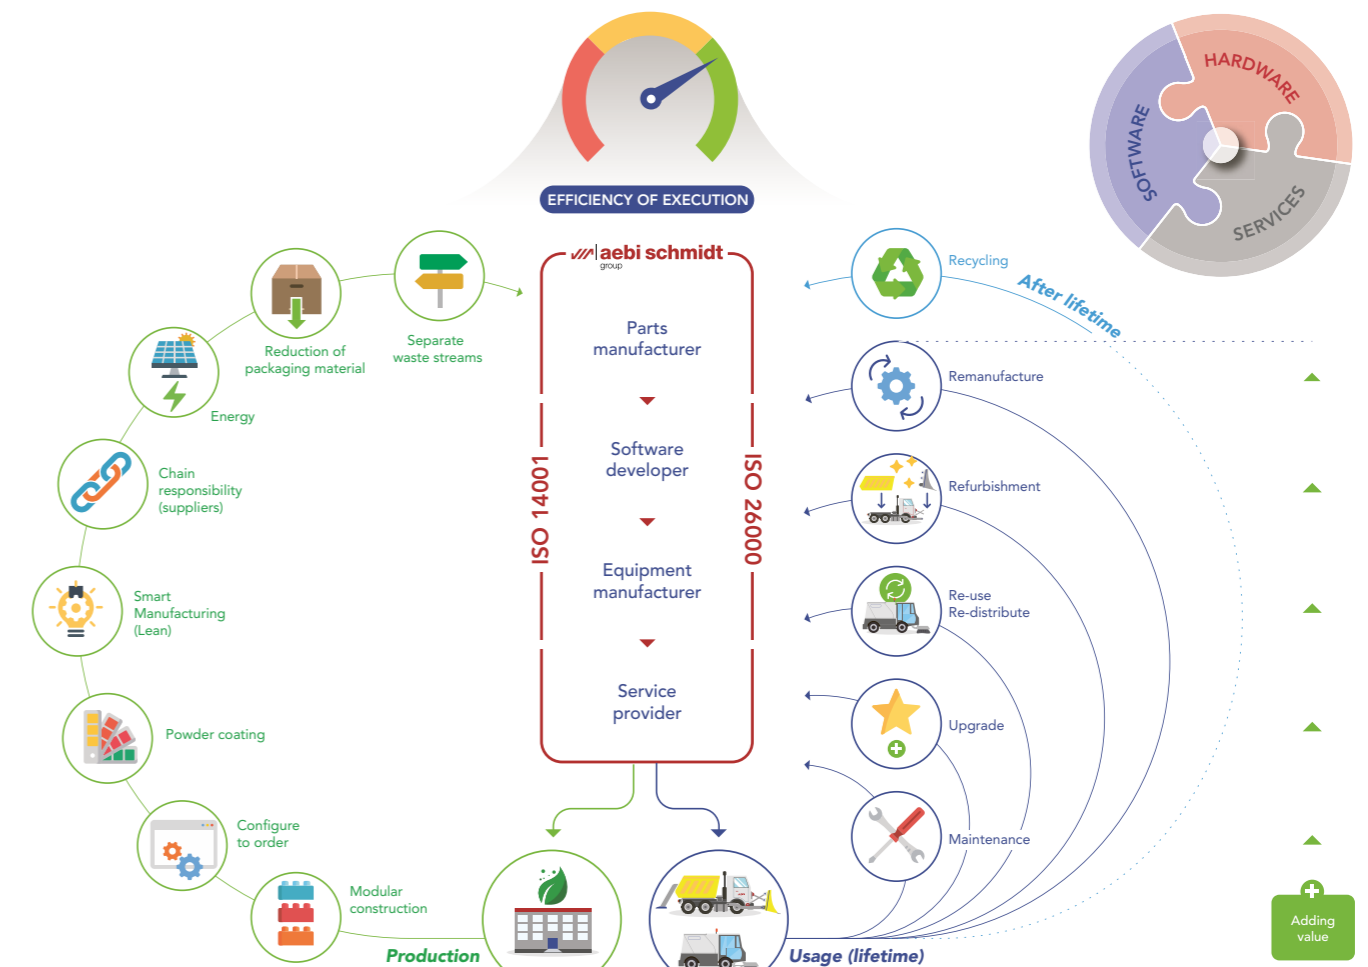 HARDWARE
SOFTWARE
SERVICES
EFFICIENCY OF EXECUTION
aebi schmidt
group
Recycling
After lifetime
Separate
waste streams
Reduction of
packaging material
Parts
manufacturer
Remanufacture
Energy
Software
developer
Chain
responsibility
(suppliers)
ISO 14001
ISO 26000
Refurbishment
Equipment
manufacturer
Smart
Manufacturing
(Lean)
Re-use
Re-distribute
Service
provider
Powder coating
Upgrade
Configure
to order
Maintenance
Modular
construction
Production
Usage (lifetime)
Adding
value